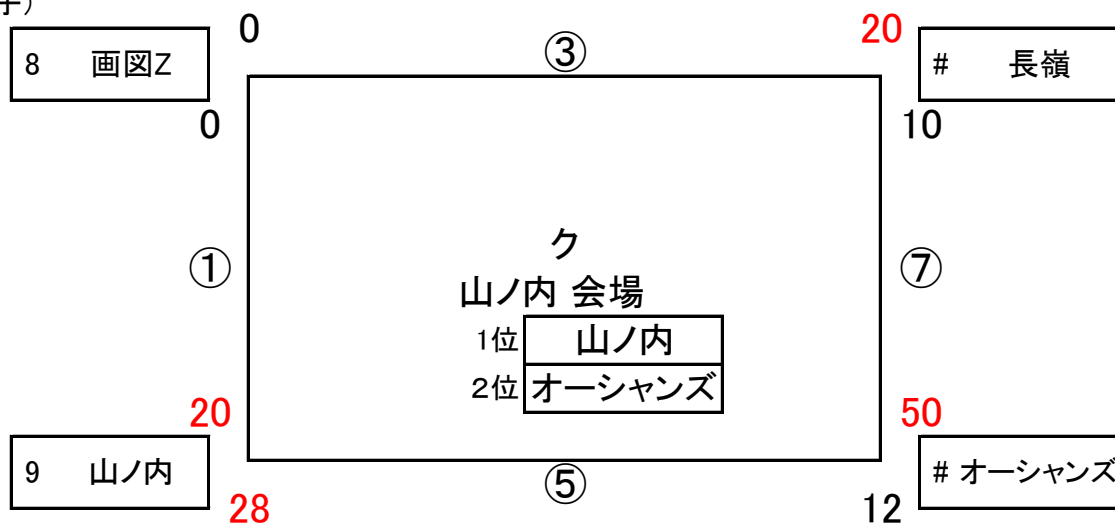 子）
0 ③ 20
8 画図Z # 長嶺
0 10
ク
① ⑦
山ノ内 会場
1位 山ノ内
2位 オーシャンズ
20 50
9 山ノ内 # オーシャンズ
⑤
28 12